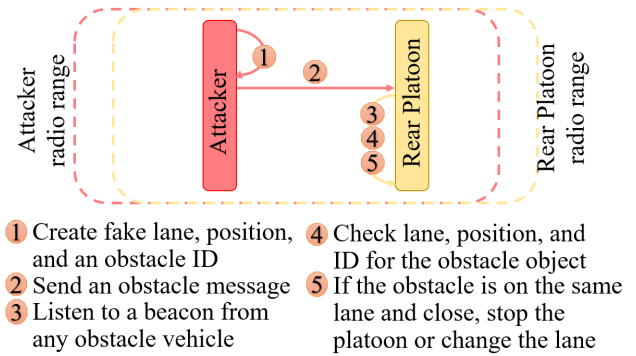 Attacker
radio range
Attacker
1
2
3
4
5
Rear Platoon
Rear Platoon
radio range
1 Create fake lane, position,
and an obstacle ID
2 Send an obstacle message
3 Listen to a beacon from
any obstacle vehicle
4 Check lane, position, and
ID for the obstacle object
5 If the obstacle is on the same
lane and close, stop the
platoon or change the lane